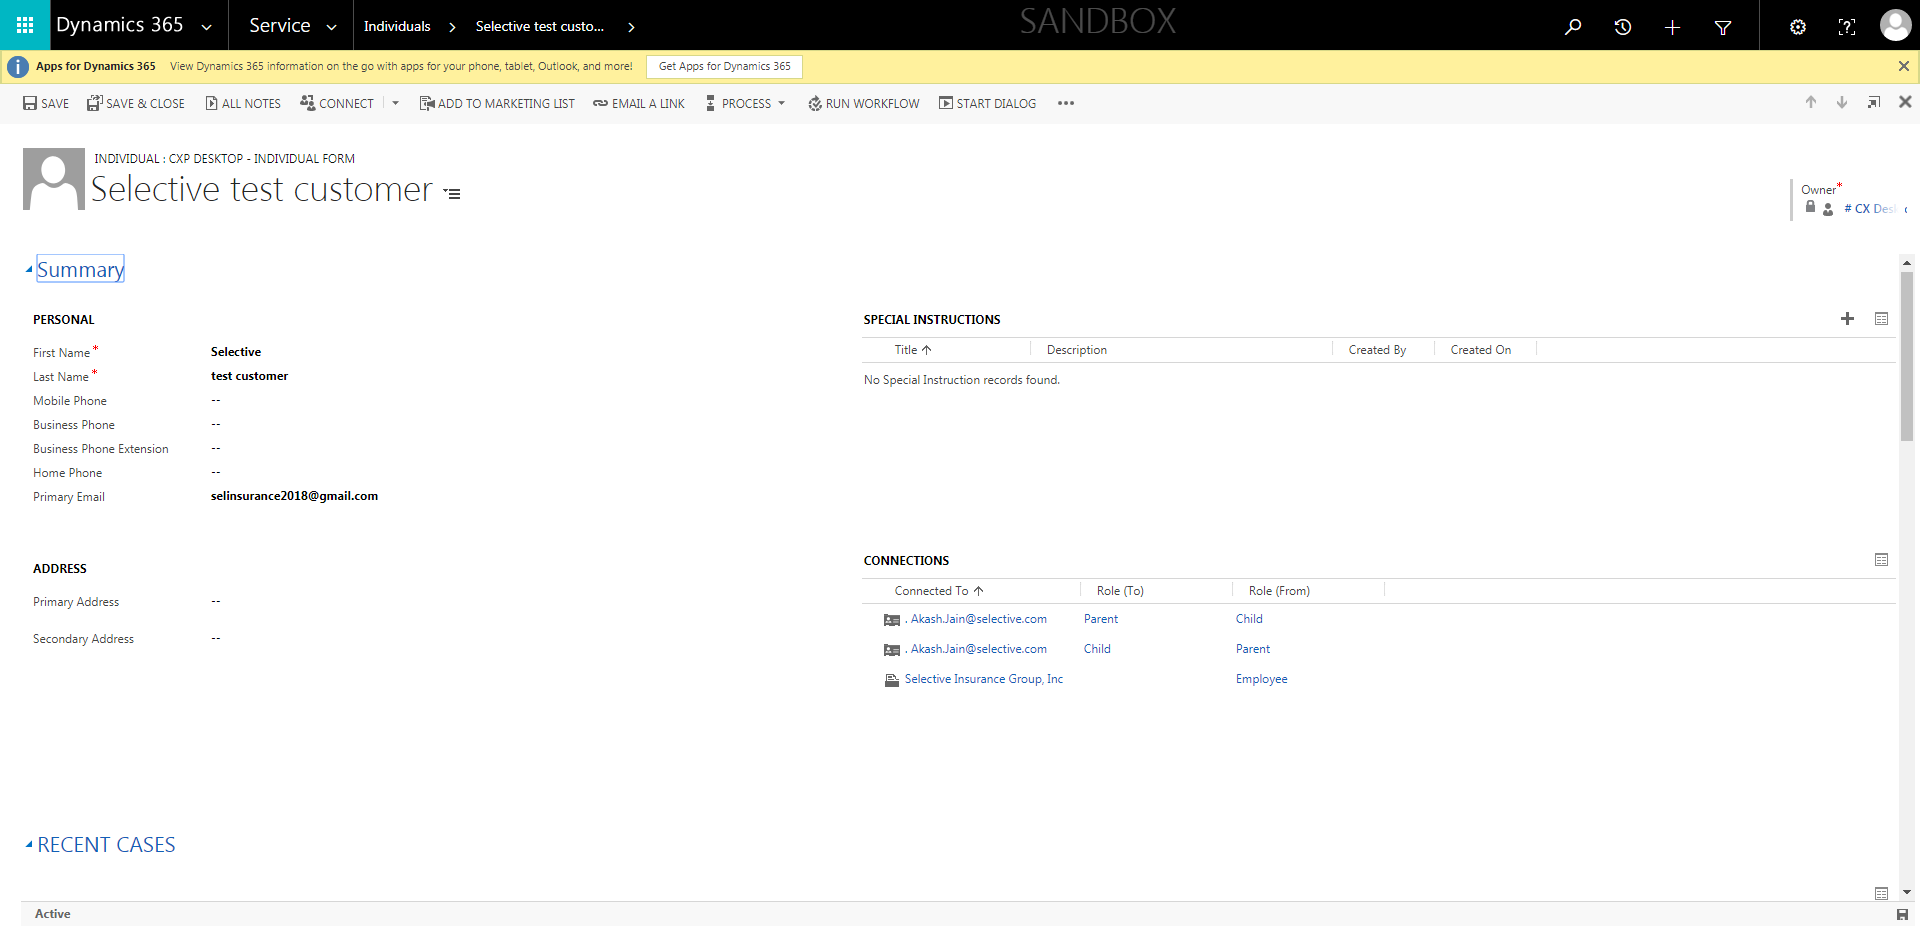 Dynamics 365 Service Individuals Selective test custo... SANDBOX
Apps for Dynamics 365 View Dynamics 365 information on the go with apps for your phone, tablet, Outlook, and more! Get Apps for Dynamics 365
SAVE SAVE & CLOSE ALL NOTES CONNECT ADD TO MARKETING LIST EMAIL A LINK PROCESS RUN WORKFLOW START DIALOG •••
INDIVIDUAL : CXP DESKTOP - INDIVIDUAL FORM
Selective test customer
Owner*
# CX Des
Summary
PERSONAL
First Name* Selective
Last Name* test customer
Mobile Phone --
Business Phone --
Business Phone Extension --
Home Phone --
Primary Email selinsurance2018@gmail.com
SPECIAL INSTRUCTIONS
Title Description Created By Created On
No Special Instruction records found.
ADDRESS
Primary Address --
Secondary Address --
CONNECTIONS
Connected To Role (To) Role (From)
. Akash.Jain@selective.com Parent Child
. Akash.Jain@selective.com Child Parent
Selective Insurance Group, Inc Employee
RECENT CASES
Active